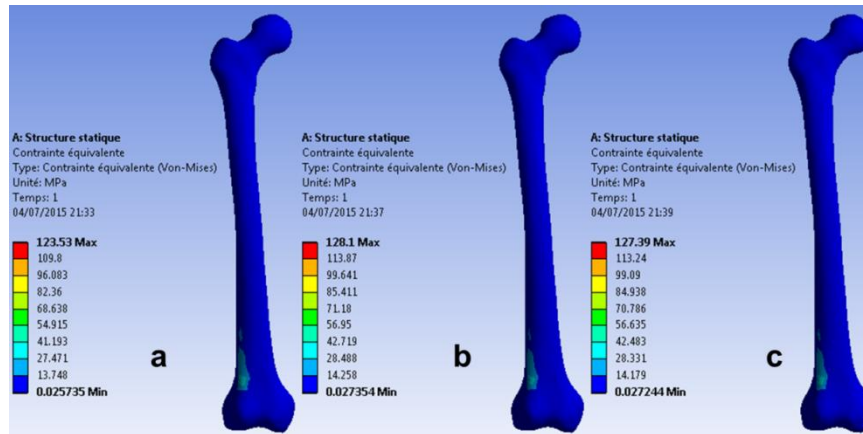 A: Structure statique
Contrainte équivalente
Type: Contrainte équivalente (Von-Mises)
Unité: MPa
Temps: 1
04/07/2015 21:33
123.53 Max
109.8
96.083
82.36
68.638
54.915
41.193
27.471
13.748
0.025735 Min
a
A: Structure statique
Contrainte équivalente
Type: Contrainte équivalente (Von-Mises)
Unité: MPa
Temps: 1
04/07/2015 21:37
128.1 Max
113.87
99.641
85.411
71.18
56.95
42.719
28.488
14.258
0.027354 Min
b
A: Structure statique
Contrainte équivalente
Type: Contrainte équivalente (Von-Mises)
Unité: MPa
Temps: 1
04/07/2015 21:39
127.39 Max
113.24
99.09
84.938
70.786
56.635
42.483
28.331
14.179
0.027244 Min
c